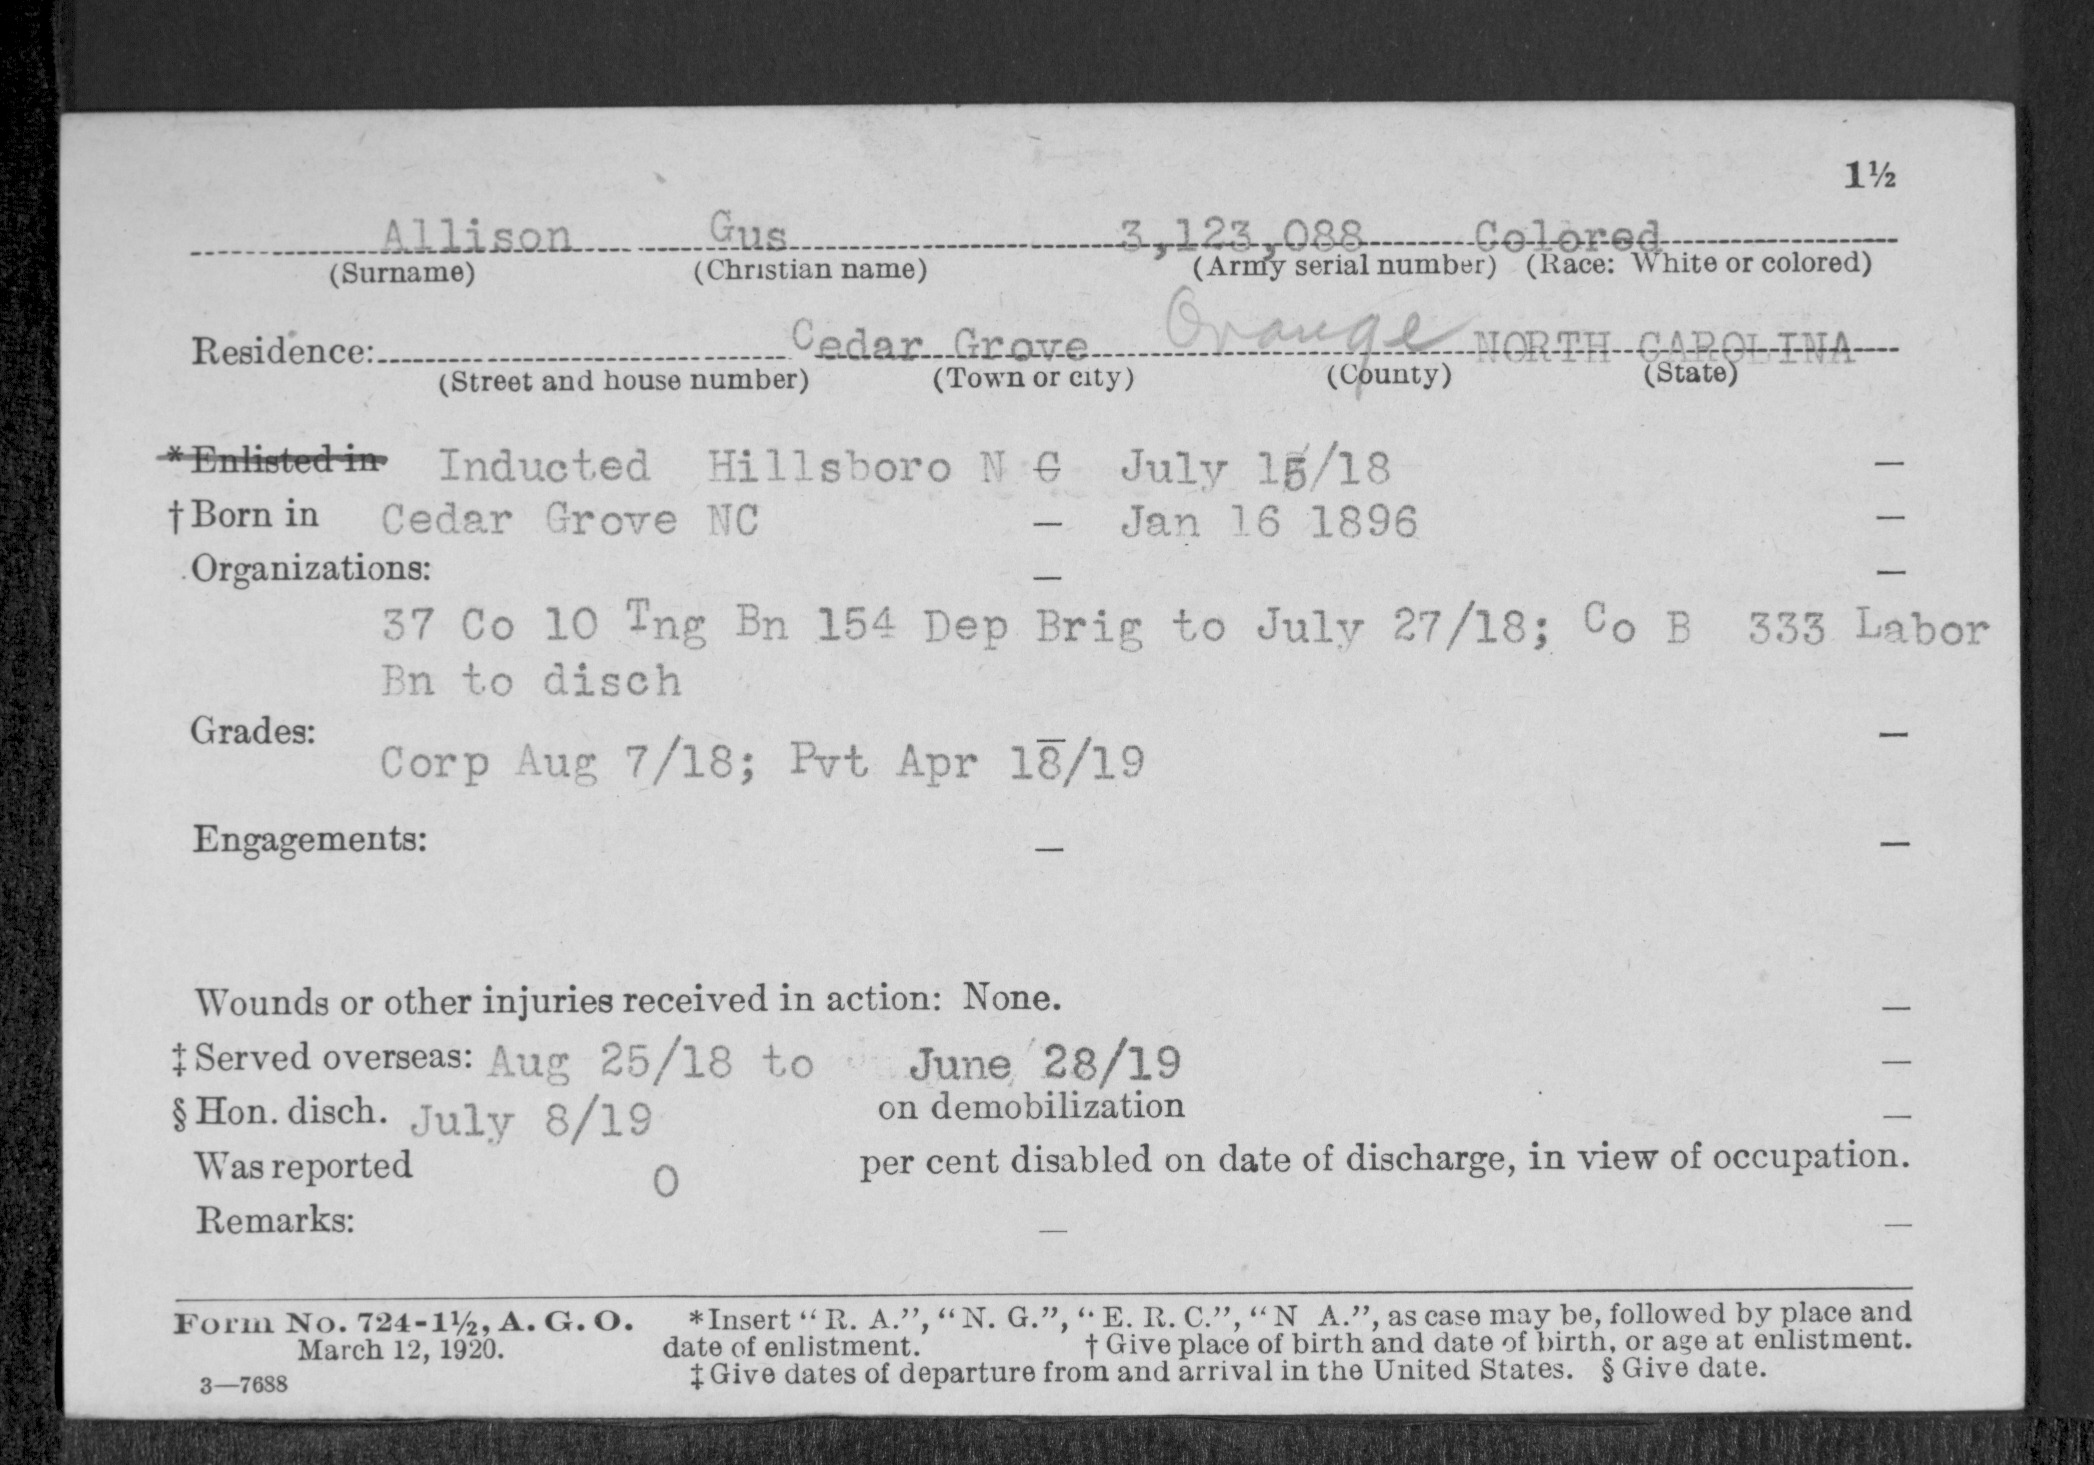 1½
Allison Gus 3,123,088 Colored
(Surname) (Christian name) (Army serial number) (Race: White or colored)
Residence: Cedar Grove Orange NORTH CAROLINA
(Street and house number) (Town or city) (County) (State)
*Enlisted in Inducted Hillsboro N C July 15/18 —
†Born in Cedar Grove NC — Jan 16 1896 —
Organizations: — —
37 Co 10 Tng Bn 154 Dep Brig to July 27/18; Co B 333 Labor
Bn to disch
Grades: — —
Corp Aug 7/18; Pvt Apr 18/19
Engagements: — —
Wounds or other injuries received in action: None. —
‡Served overseas: Aug 25/18 to June 28/19 —
§Hon. disch. July 8/19 on demobilization —
Was reported 0 per cent disabled on date of discharge, in view of occupation.
Remarks: — —
Form No. 724-1½, A. G. O. *Insert "R. A.", "N. G.", "E. R. C.", "N A.", as case may be, followed by place and
March 12, 1920. date of enlistment. †Give place of birth and date of birth, or age at enlistment.
3—7688 ‡Give dates of departure from and arrival in the United States. §Give date.